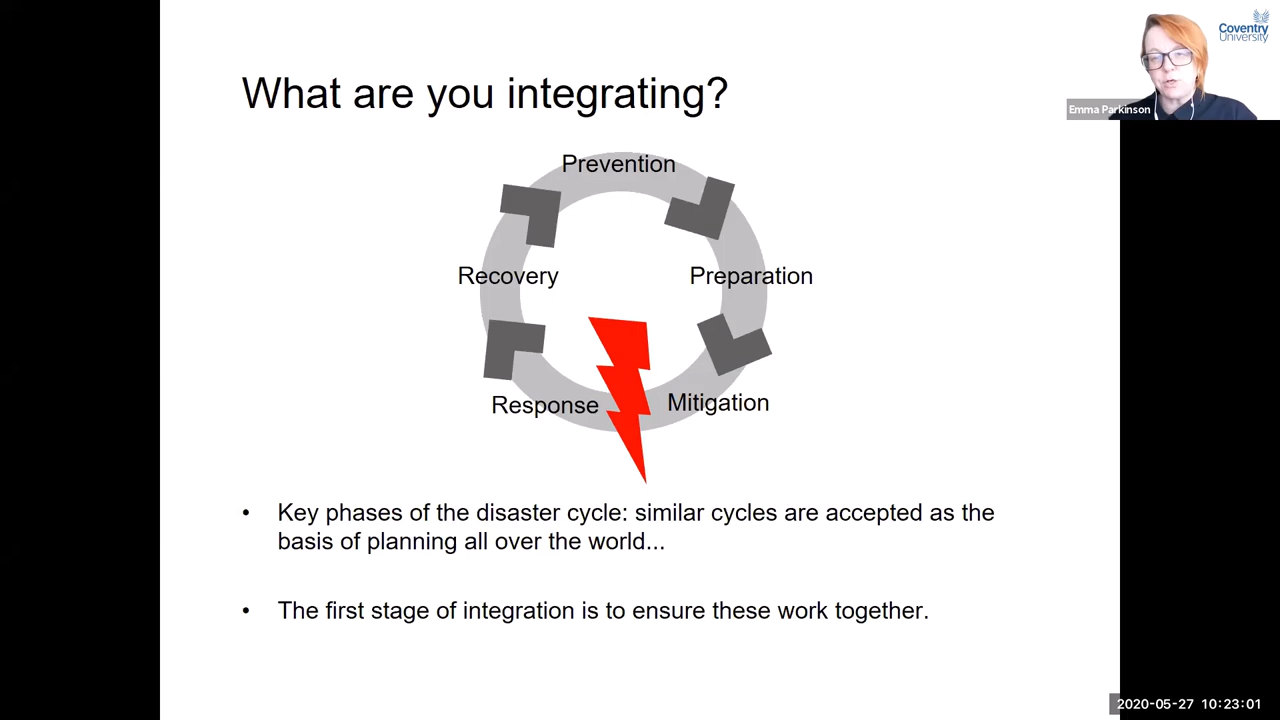 Coventry
University
What are you integrating?
Emma Parkinson
Prevention
Recovery
Preparation
Response
Mitigation
• Key phases of the disaster cycle: similar cycles are accepted as the
basis of planning all over the world...
• The first stage of integration is to ensure these work together.
2020-05-27 10:23:01